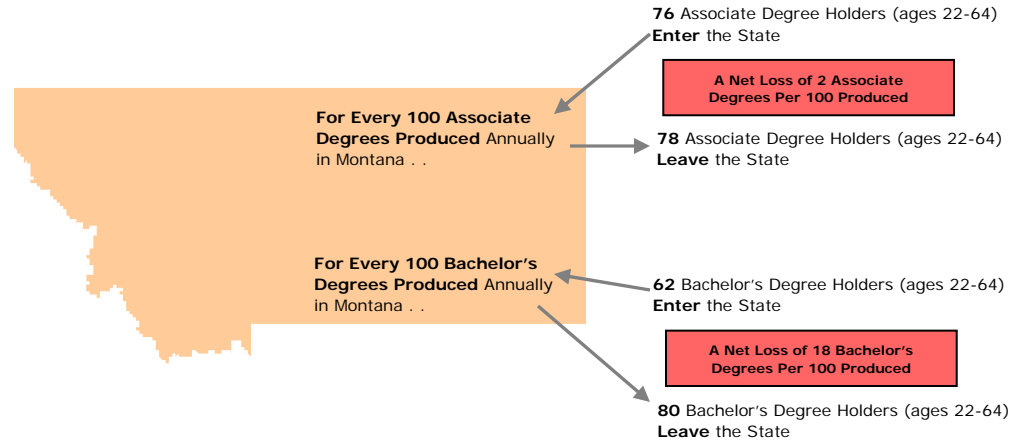 76 Associate Degree Holders (ages 22-64)
Enter the State
A Net Loss of 2 Associate
Degrees Per 100 Produced
For Every 100 Associate
Degrees Produced Annually
in Montana . .
78 Associate Degree Holders (ages 22-64)
Leave the State
For Every 100 Bachelor's
Degrees Produced Annually
in Montana . .
62 Bachelor's Degree Holders (ages 22-64)
Enter the State
A Net Loss of 18 Bachelor's
Degrees Per 100 Produced
80 Bachelor's Degree Holders (ages 22-64)
Leave the State